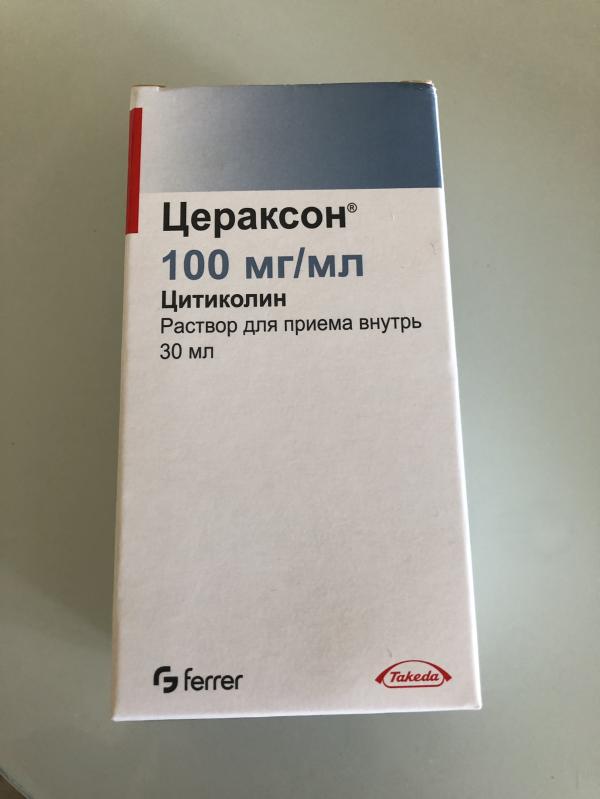 Цераксон®
100 мг/мл
Цитиколин
Раствор для приема внутрь
30 мл
ferrer
Takeda